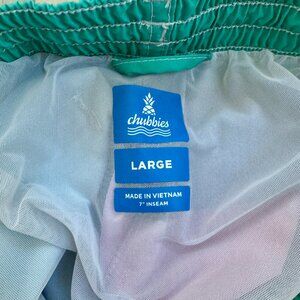 chubbies
LARGE
MADE IN VIETNAM
7" INSEAM